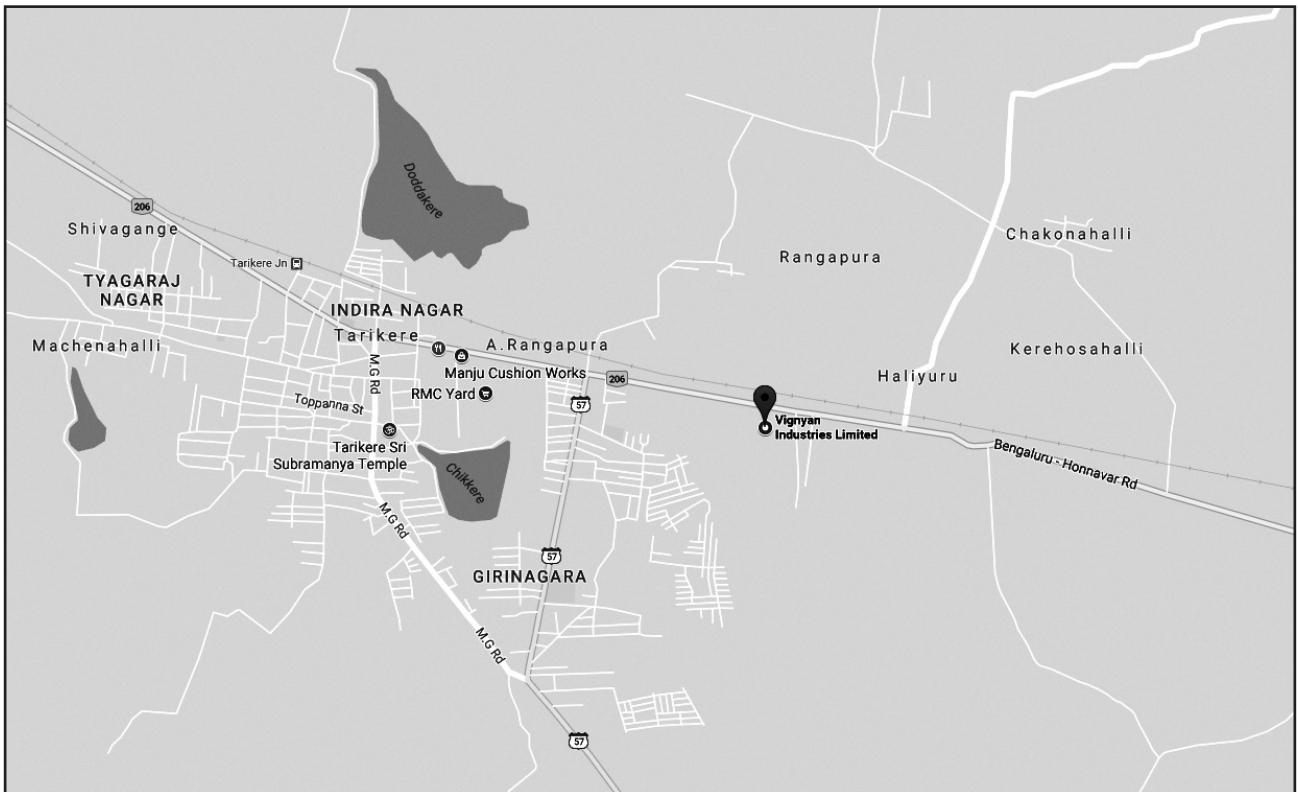 Doddakere
206
Shivagange
Chakonahalli
Rangapura
Tarikere Jn
TYAGARAJ
NAGAR
INDIRA NAGAR
Tarikere
A.Rangapura
Machenahalli
Kerehosahalli
M.G Rd
Manju Cushion Works
206
Haliyuru
RMC Yard
57
Toppanna St
Vignyan
Industries Limited
Tarikere Sri
Subramanya Temple
Bengaluru - Honnavar Rd
Chikkere
M.G Rd
57
GIRINAGARA
M.G Rd
57